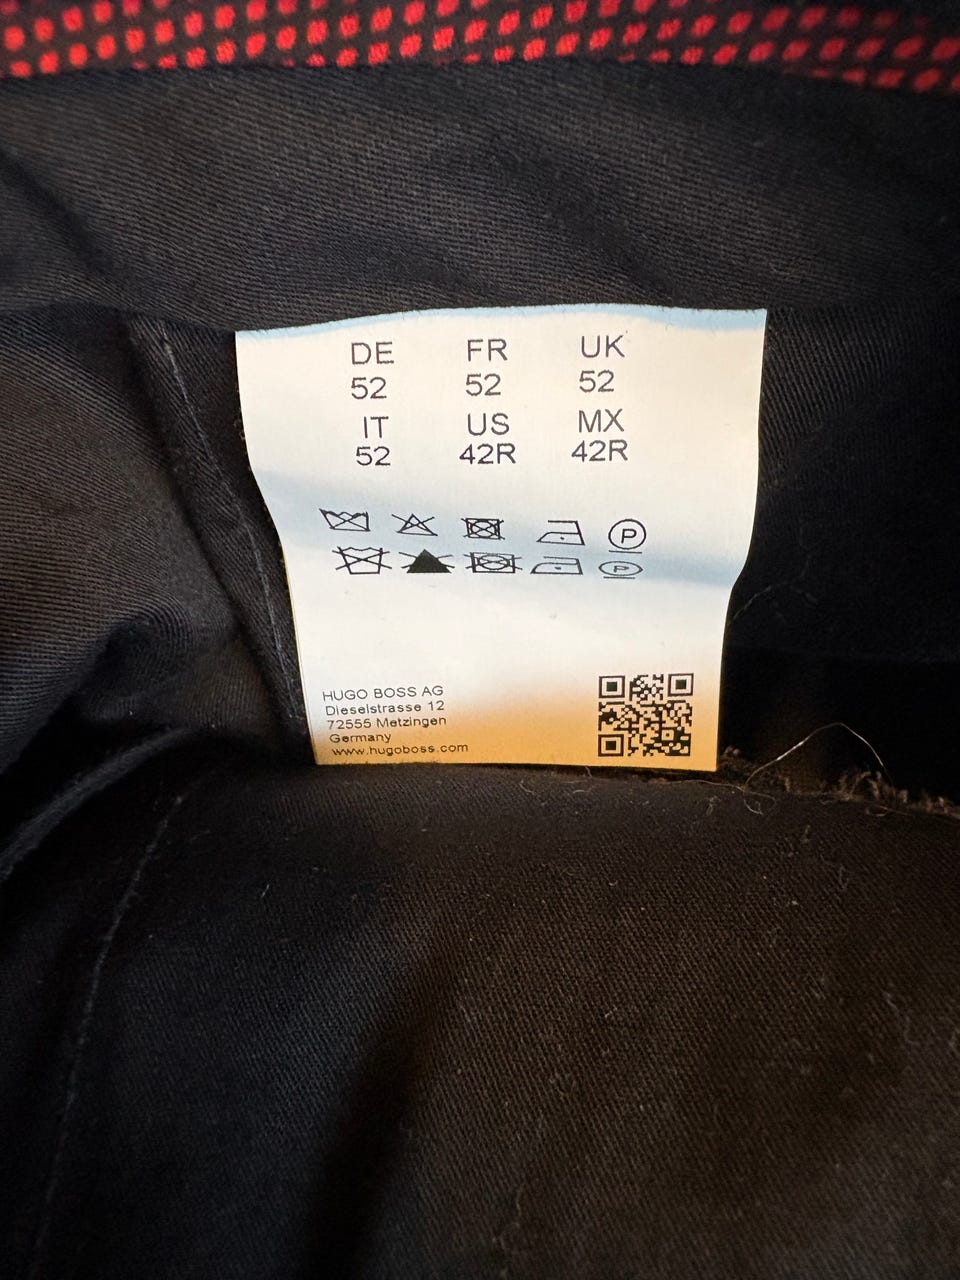 DE FR UK
52 52 52
IT US MX
52 42R 42R
P
P
HUGO BOSS AG
Dieselstrasse 12
72555 Metzingen
Germany
www.hugoboss.com